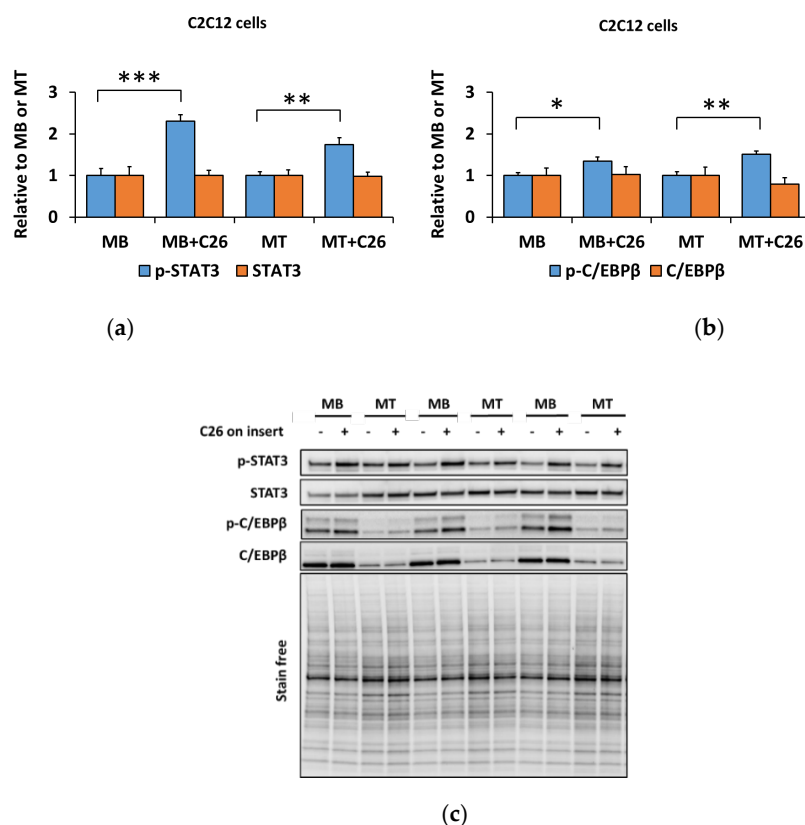 C2C12 cells
Relative to MB or MT
3
2
1
0
***
**
MB MB+C26 MT MT+C26
p-STAT3 STAT3
(a)
C2C12 cells
Relative to MB or MT
3
2
1
0
*
**
MB MB+C26 MT MT+C26
p-C/EBPβ C/EBPβ
(b)
MB MT MB MT MB MT
C26 on insert - + - + - + - + - + - +
p-STAT3
STAT3
p-C/EBPβ
C/EBPβ
Stain free
(c)